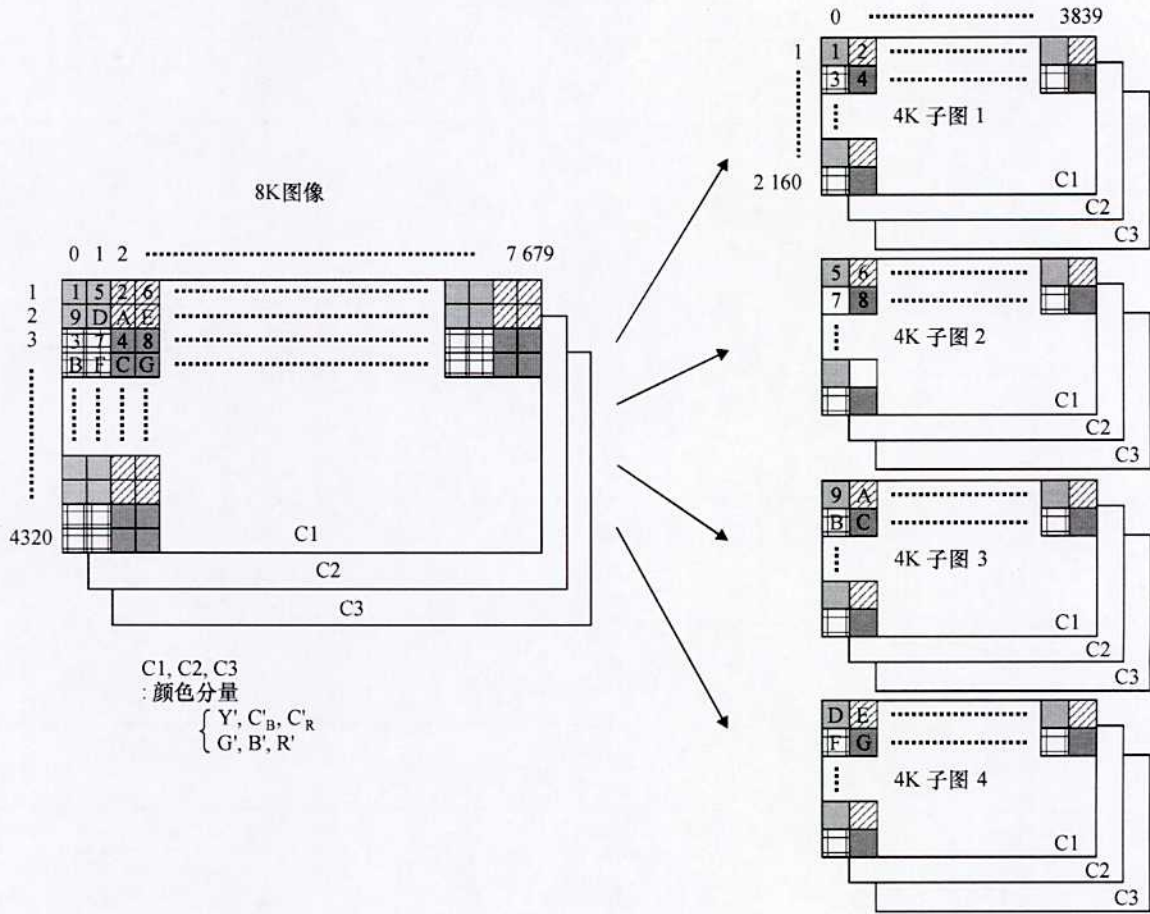 8K图像
0 1 2 7 679
1 1 5 2 6
2 9 D A E
3 3 7 4 8
B F C G
4320
C1
C2
C3
C1, C2, C3
: 颜色分量
Y', C'B, C'R
G', B', R'
0 3839
1 1 2
3 4
4K 子图 1
2 160
C1
C2
C3
5 6
7 8
4K 子图 2
C1
C2
C3
9 A
B C
4K 子图 3
C1
C2
C3
D E
F G
4K 子图 4
C1
C2
C3